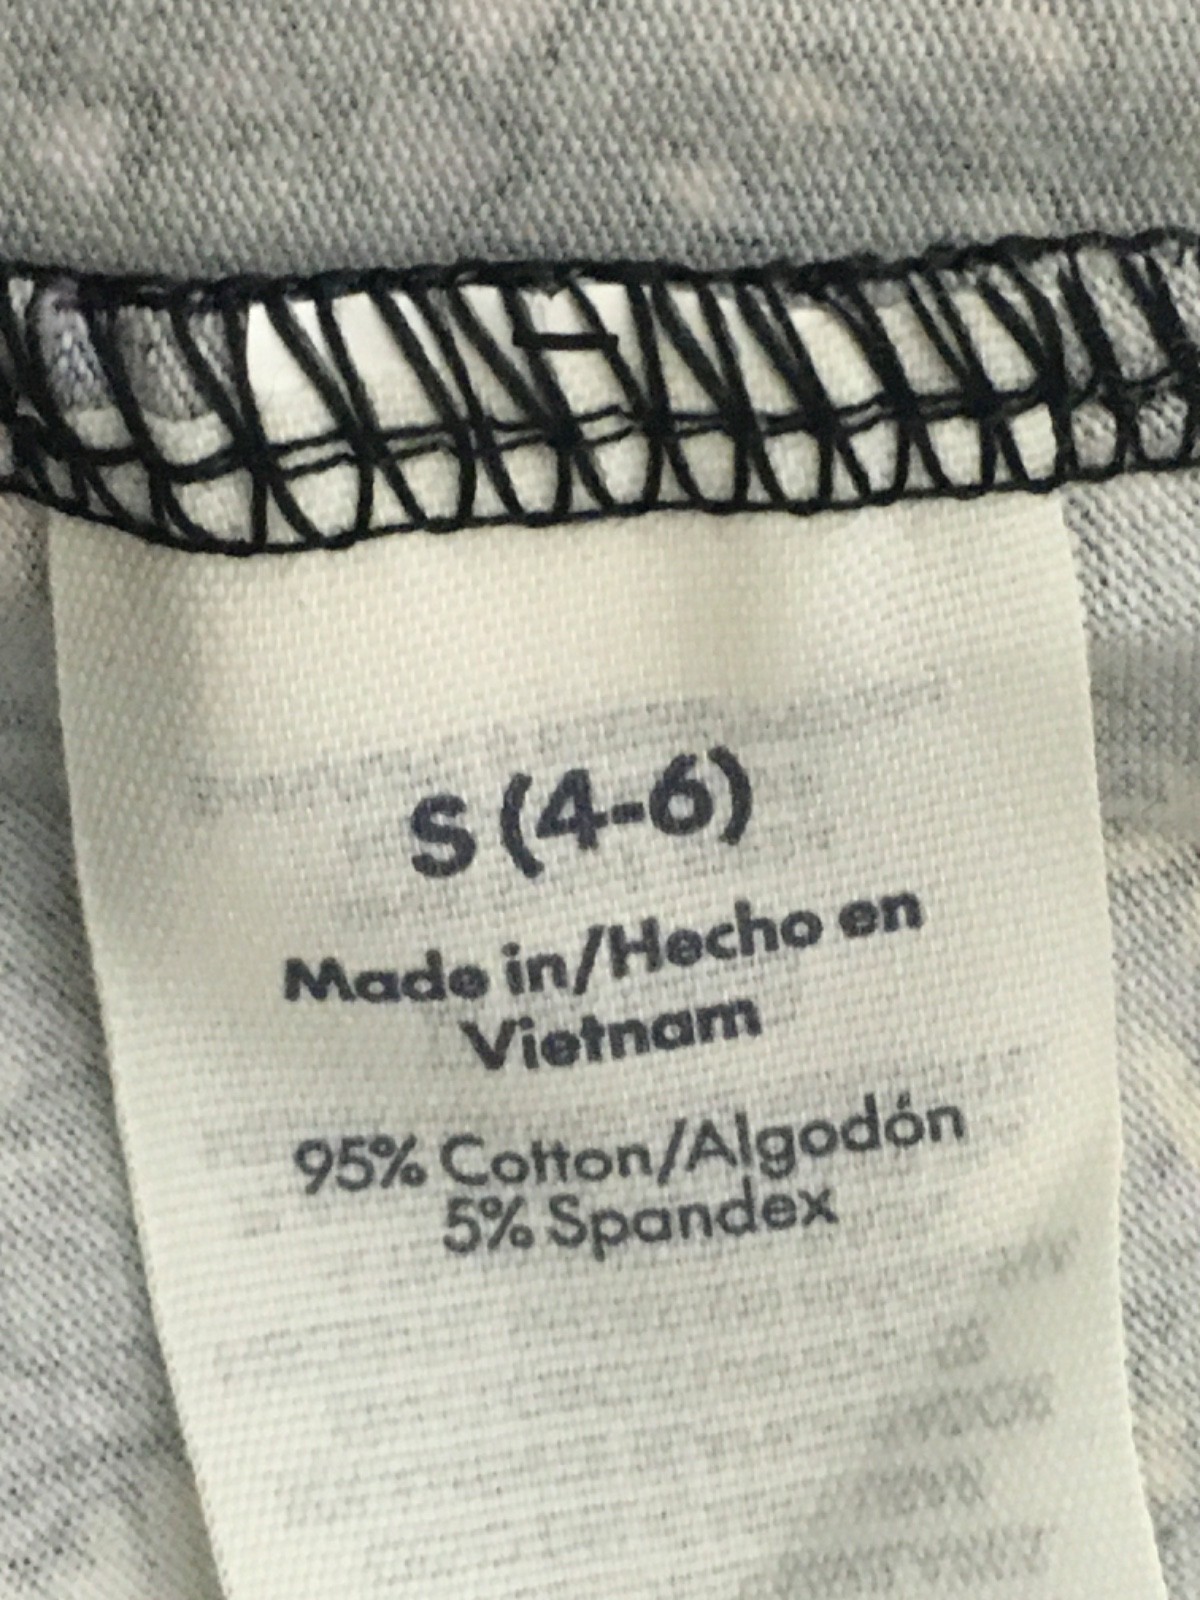 S (4-6)
Made in/Hecho en
Vietnam
95% Cotton/Algodón
5% Spandex